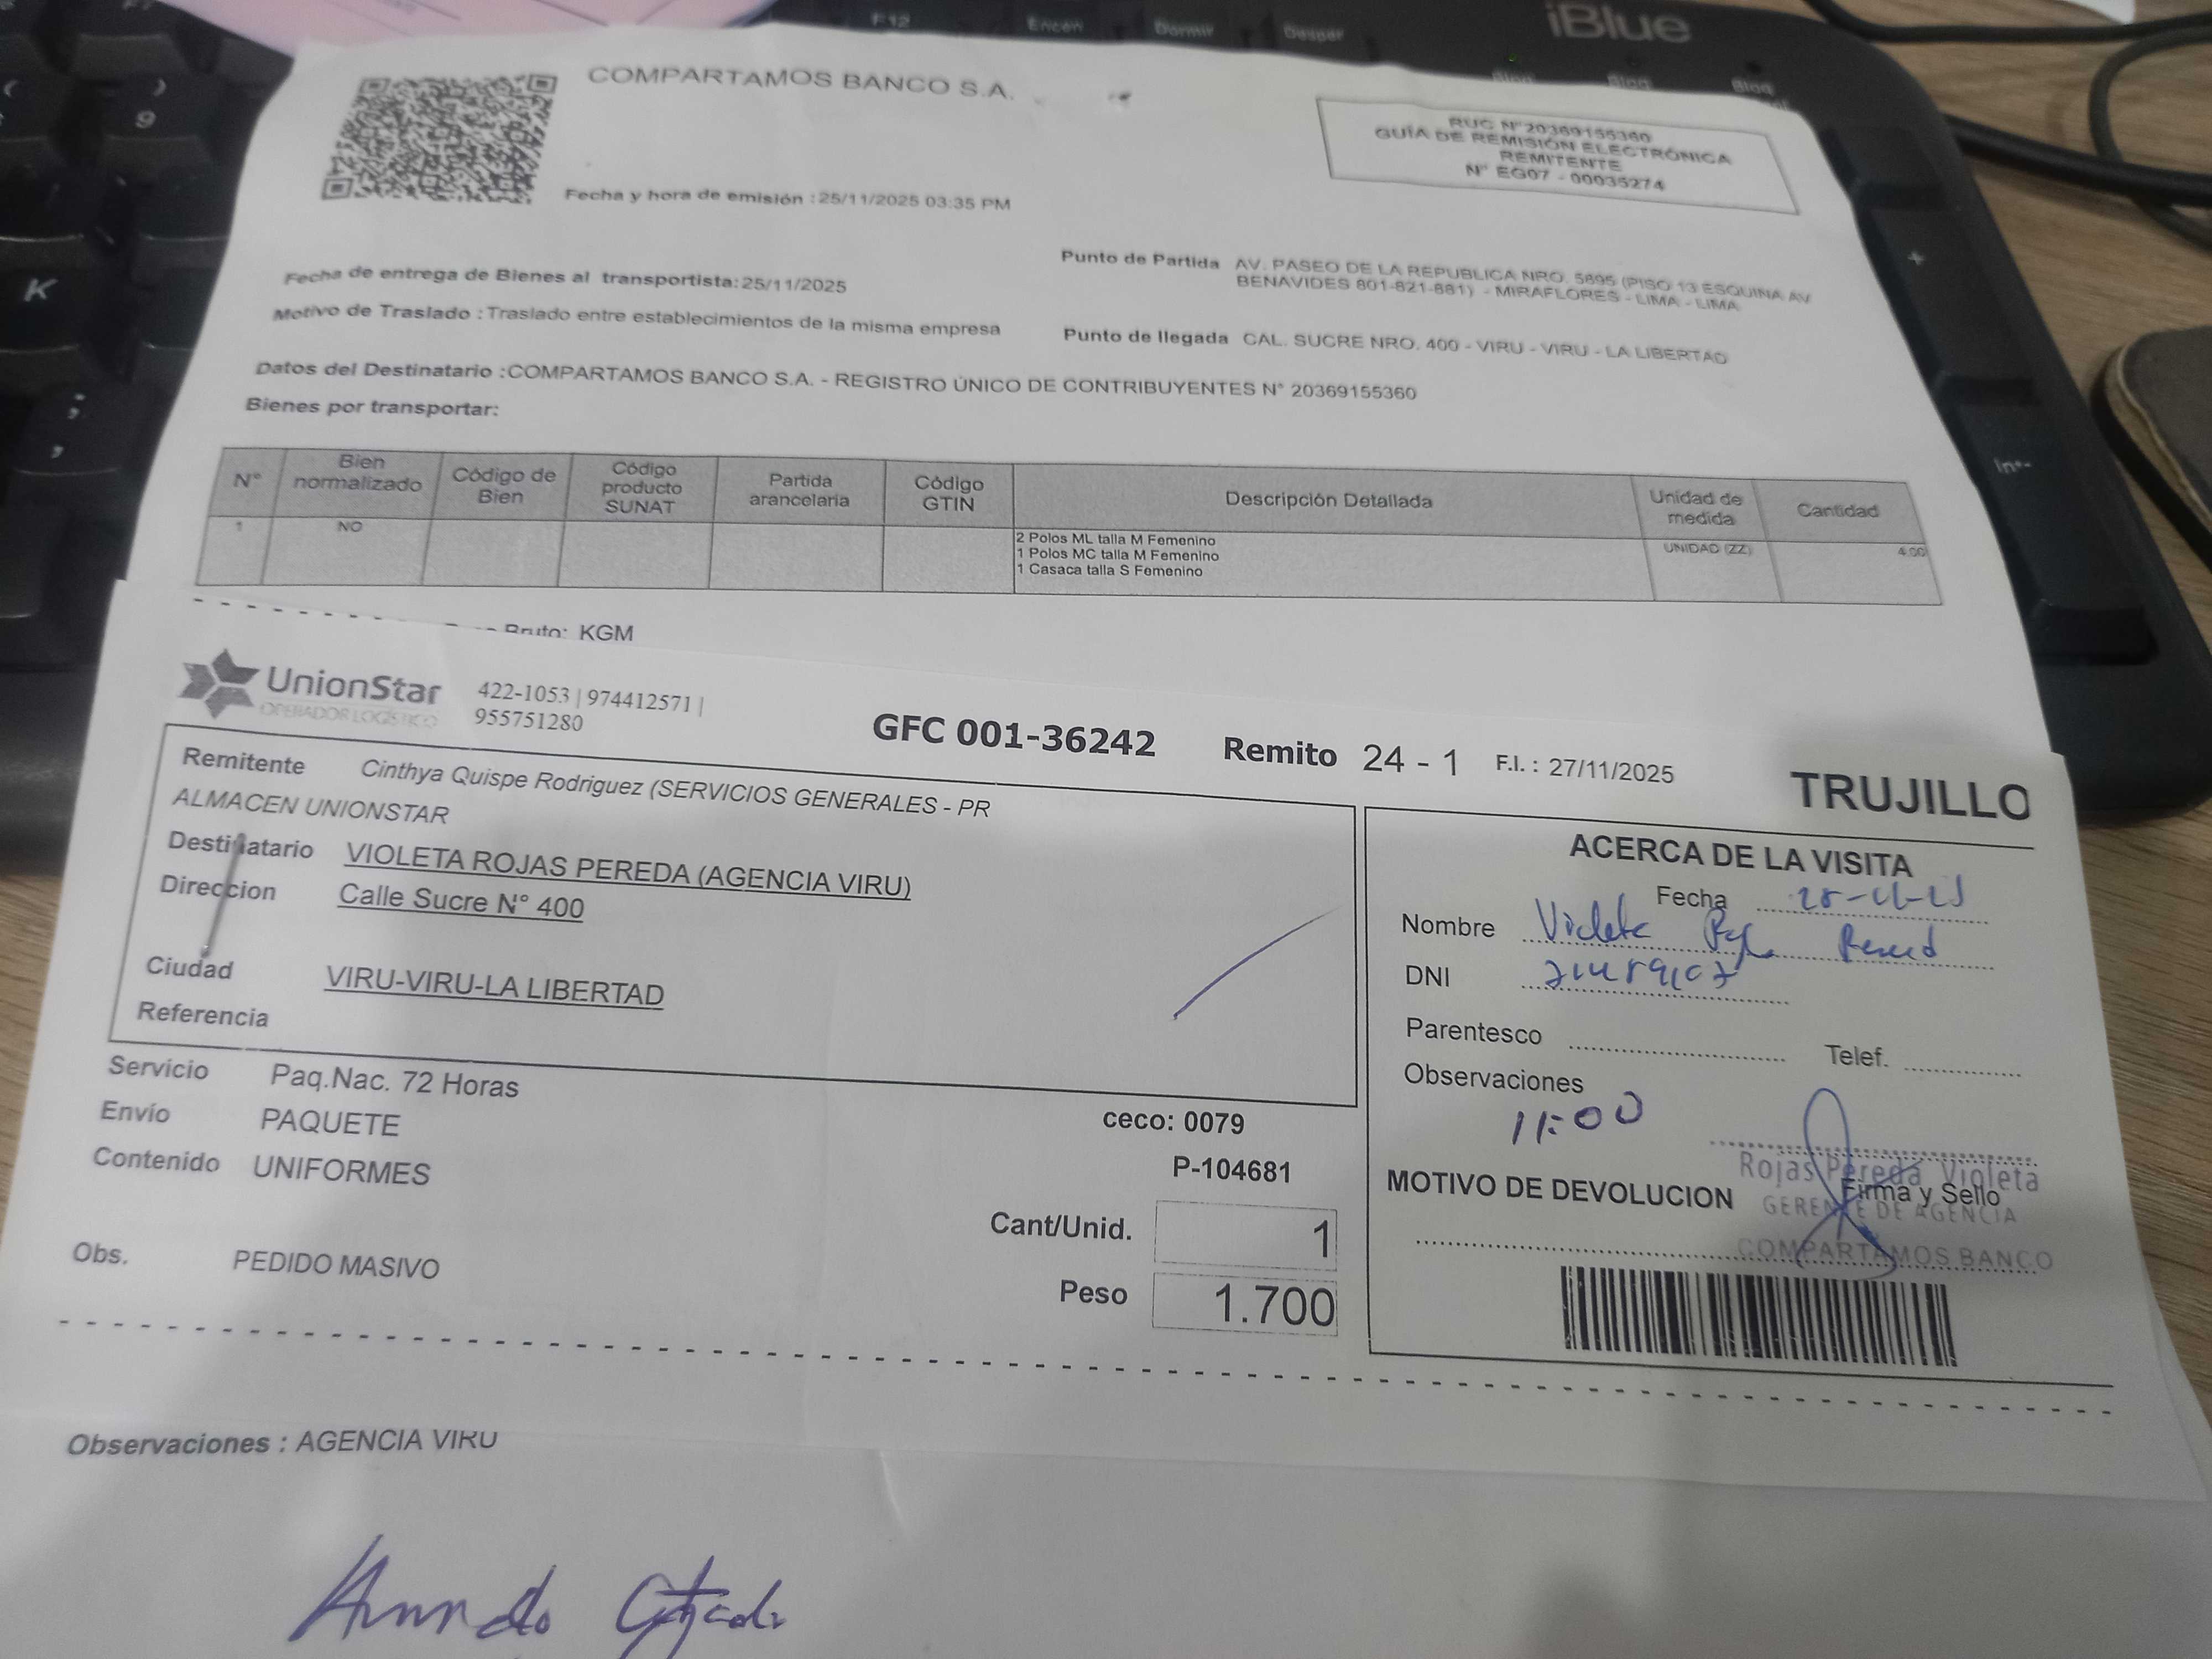 F12 Encen Dormir Desper iBlue
Bloq
)
9
K
;
,
+
COMPARTAMOS BANCO S.A.
RUC N° 20369155360
GUÍA DE REMISIÓN ELECTRÓNICA
REMITENTE
N° EG07 - 00035274
Fecha y hora de emisión : 25/11/2025 03:35 PM
Fecha de entrega de Bienes al transportista: 25/11/2025
Punto de Partida AV. PASEO DE LA REPUBLICA NRO. 5895 (PISO 13 ESQUINA AV
BENAVIDES 801-821-881) - MIRAFLORES - LIMA - LIMA
Motivo de Traslado : Traslado entre establecimientos de la misma empresa
Punto de llegada CAL. SUCRE NRO. 400 - VIRU - VIRU - LA LIBERTAD
Datos del Destinatario : COMPARTAMOS BANCO S.A. - REGISTRO ÚNICO DE CONTRIBUYENTES N° 20369155360
Bienes por transportar:
N° Bien normalizado Código de Bien Código producto SUNAT Partida arancelaria Código GTIN Descripción Detallada Unidad de medida Cantidad
1 NO 2 Polos ML talla M Femenino UNIDAD (ZZ) 4.00
1 Polos MC talla M Femenino
1 Casaca talla S Femenino
Bruto: KGM
UnionStar
OPERADOR LOGÍSTICO
422-1053 | 974412571 |
955751280
GFC 001-36242 Remito 24 - 1 F.I. : 27/11/2025 TRUJILLO
Remitente Cinthya Quispe Rodriguez (SERVICIOS GENERALES - PR
ALMACEN UNIONSTAR
Destinatario VIOLETA ROJAS PEREDA (AGENCIA VIRU)
Direccion Calle Sucre N° 400
Ciudad VIRU-VIRU-LA LIBERTAD
Referencia
Servicio Paq.Nac. 72 Horas
Envío PAQUETE
Contenido UNIFORMES
Obs. PEDIDO MASIVO
ceco: 0079
P-104681
Cant/Unid. 1
Peso 1.700
ACERCA DE LA VISITA
Fecha 28-11-25
Nombre Violeta
DNI
Parentesco Telef.
Observaciones
11:00
Rojas Pereda Violeta
Firma y Sello
GERENTE DE AGENCIA
COMPARTAMOS BANCO
MOTIVO DE DEVOLUCION
Observaciones : AGENCIA VIRU